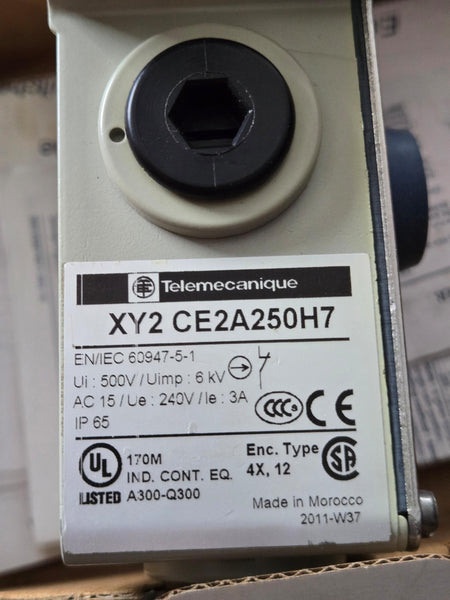 Telemecanique
XY2 CE2A250H7
EN/IEC 60947-5-1
Ui : 500V / Uimp : 6 kV
AC 15 / Ue : 240V / Ie : 3A
IP 65
CCC S CE
UL LISTED
170M
IND. CONT. EQ.
A300-Q300
Enc. Type
4X, 12
SA
Made in Morocco
2011-W37